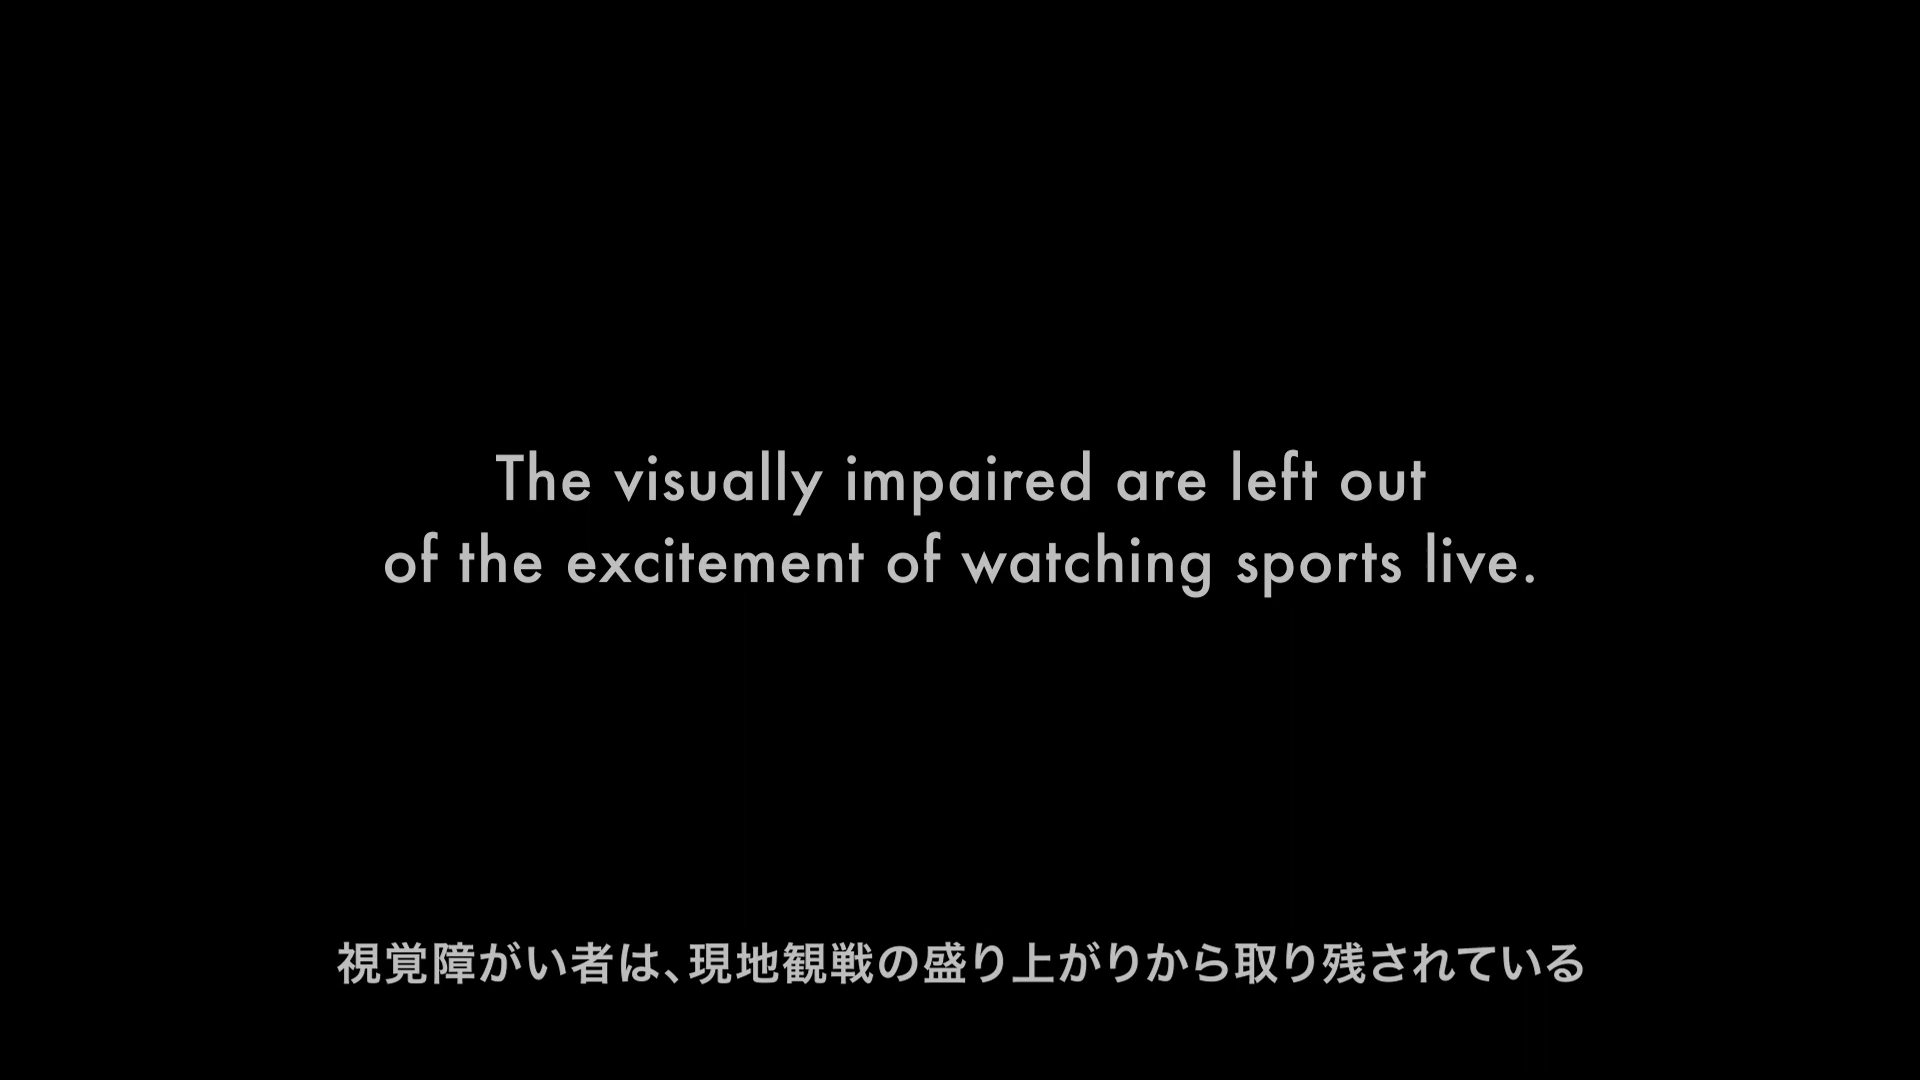 The visually impaired are left out
of the excitement of watching sports live.
視覚障がい者は、現地観戦の盛り上がりから取り残されている